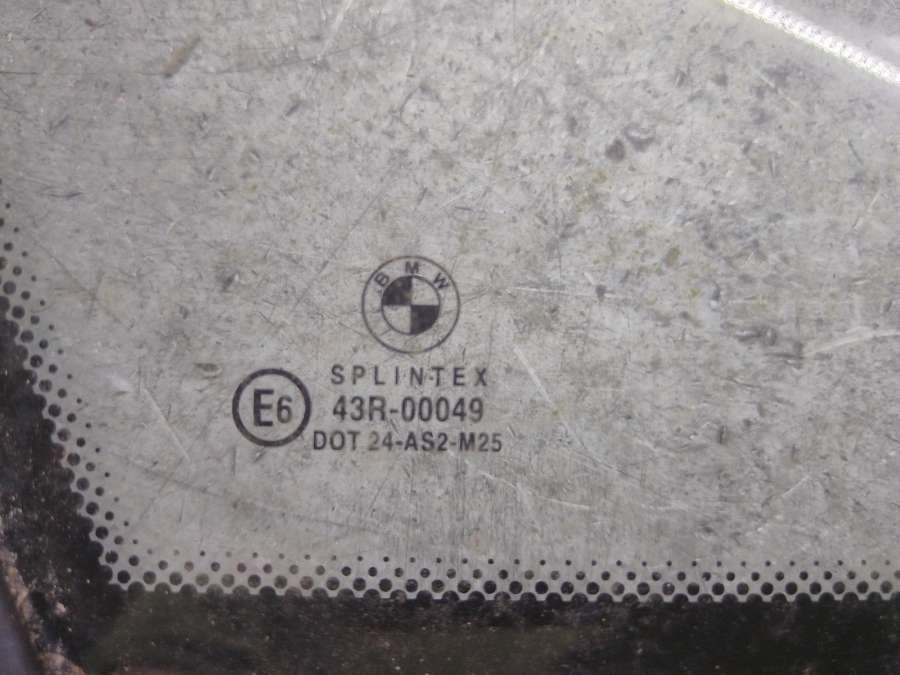 BMW
SPLINTEX
E6 43R-00049
DOT 24-AS2-M25